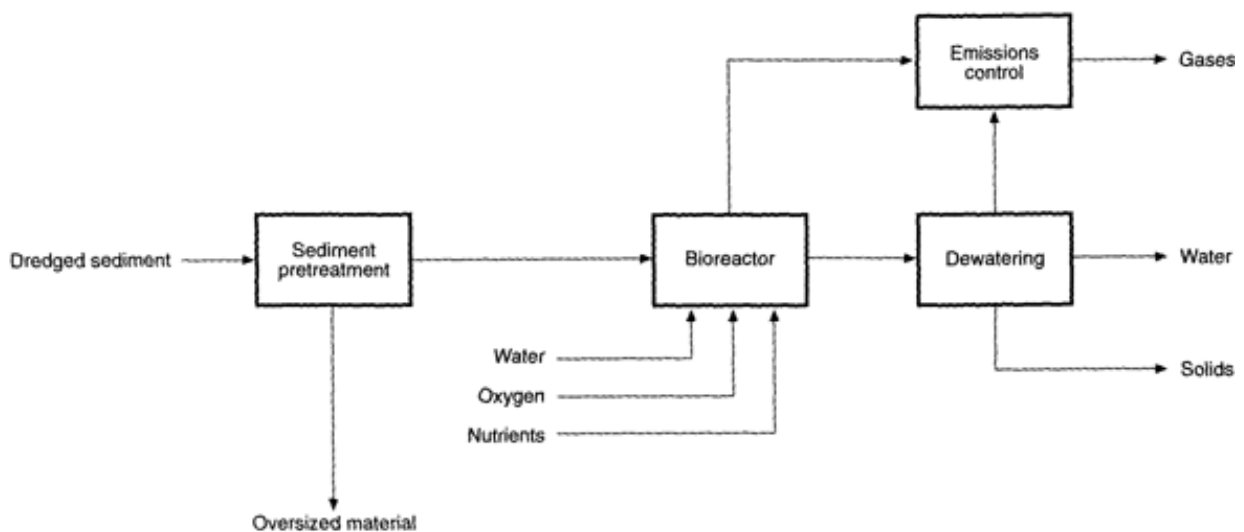 Emissions
control
Gases
Dredged sediment
Sediment
pretreatment
Bioreactor
Dewatering
Water
Water
Solids
Oxygen
Nutrients
Oversized material